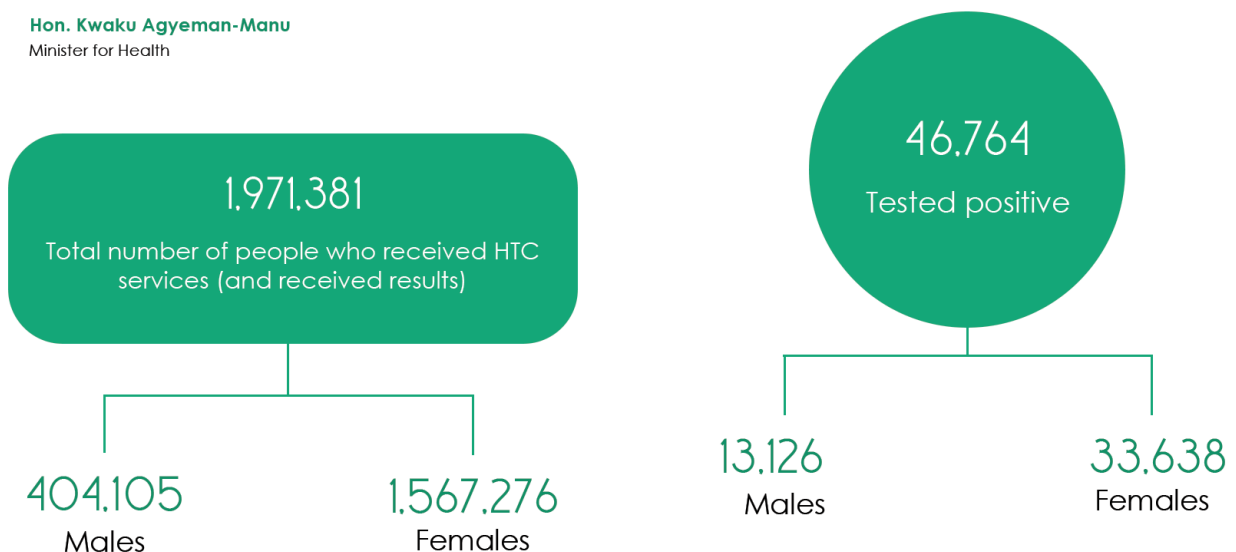 Hon. Kwaku Agyeman-Manu
Minister for Health
1,971,381
Total number of people who received HTC
services (and received results)
404,105
Males
1,567,276
Females
46,764
Tested positive
13,126
Males
33,638
Females